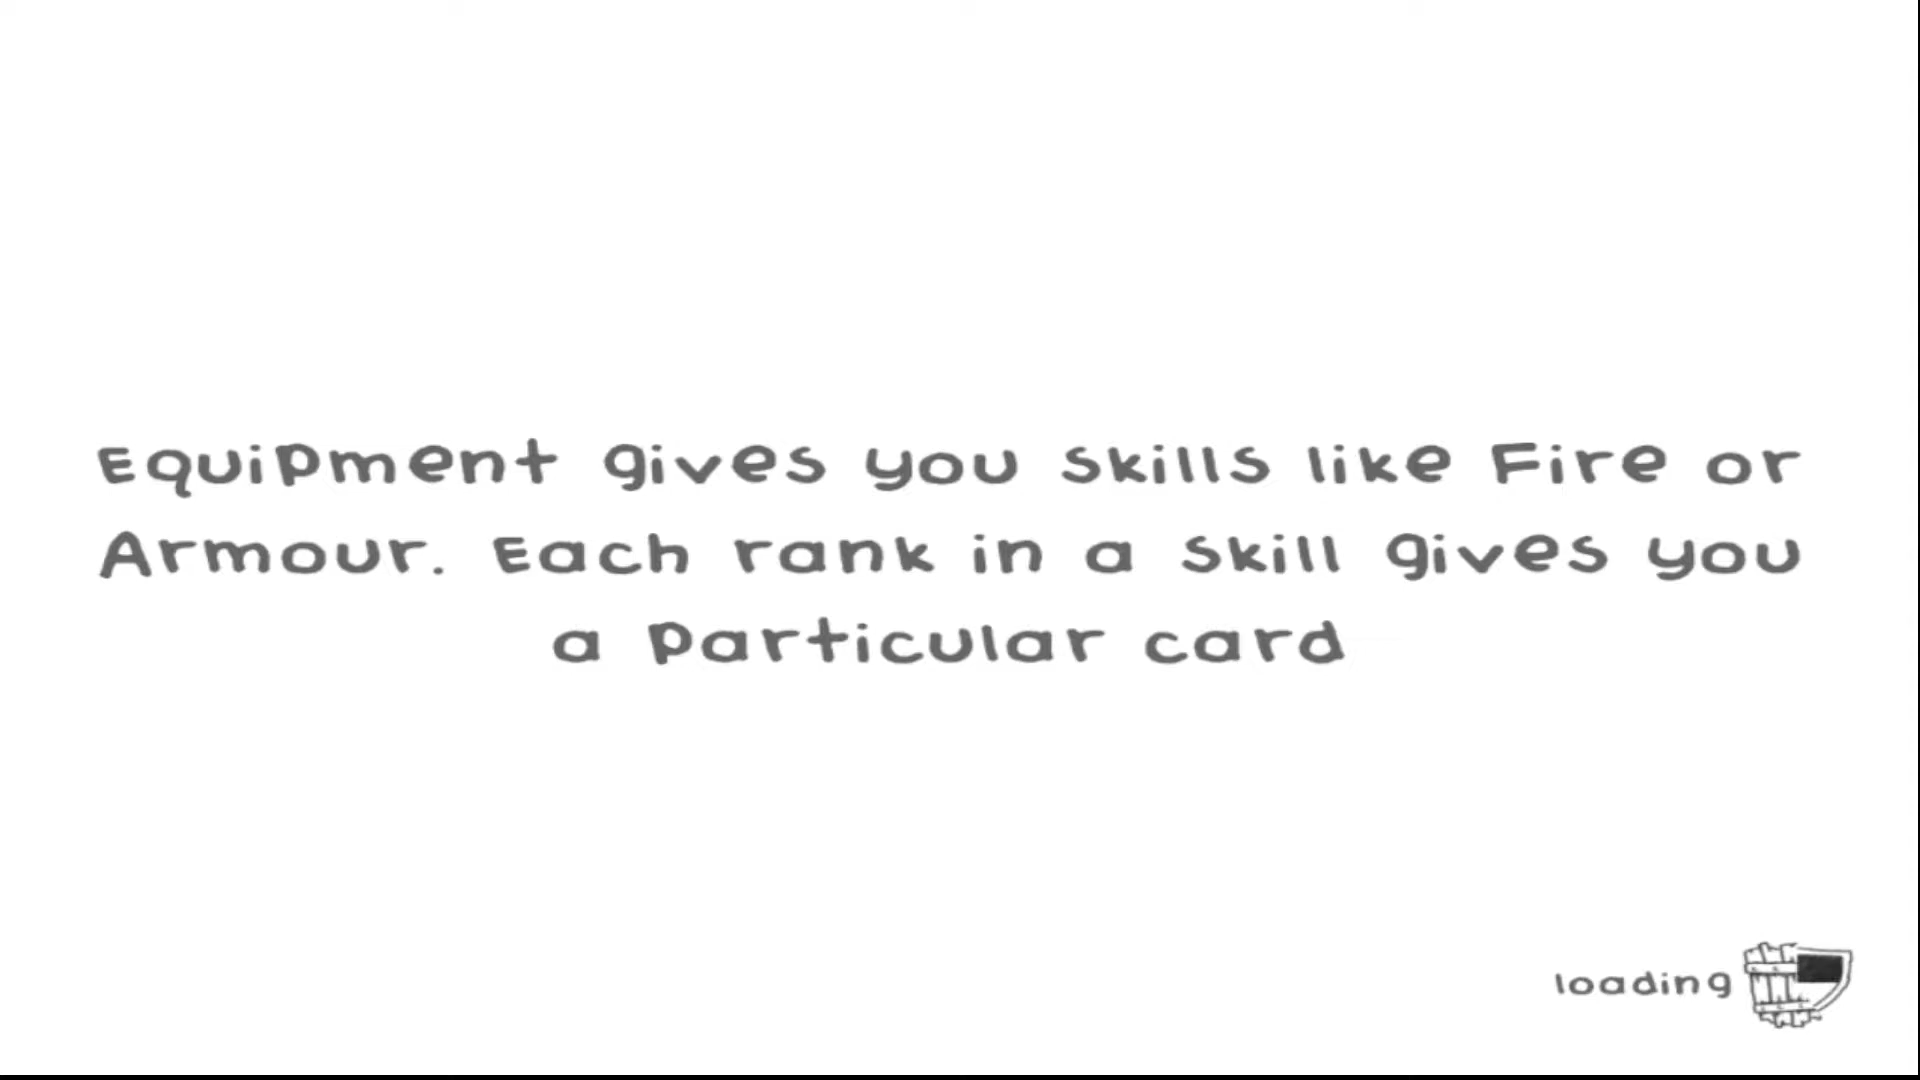 Equipment gives you skills like Fire or
Armour. Each rank in a skill gives you
a particular card
loading